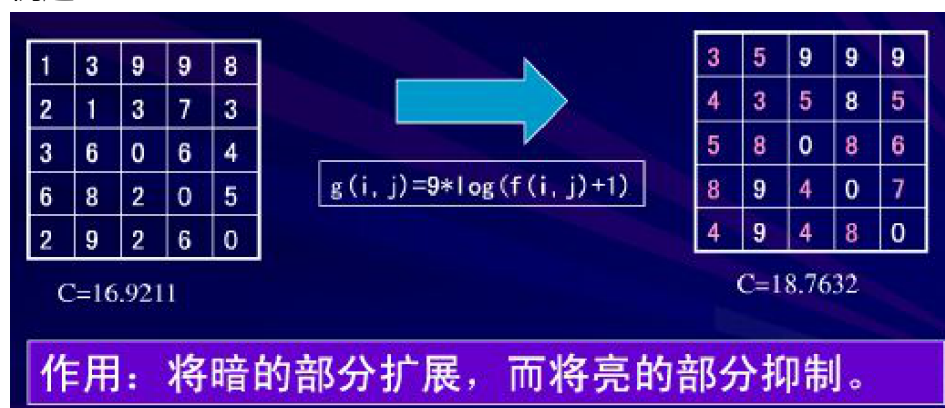 1 3 9 9 8
2 1 3 7 3
3 6 0 6 4
6 8 2 0 5
2 9 2 6 0
C=16.9211
g(i, j)=9*log(f(i, j)+1)
3 5 9 9 9
4 3 5 8 5
5 8 0 8 6
8 9 4 0 7
4 9 4 8 0
C=18.7632
作用：将暗的部分扩展，而将亮的部分抑制。